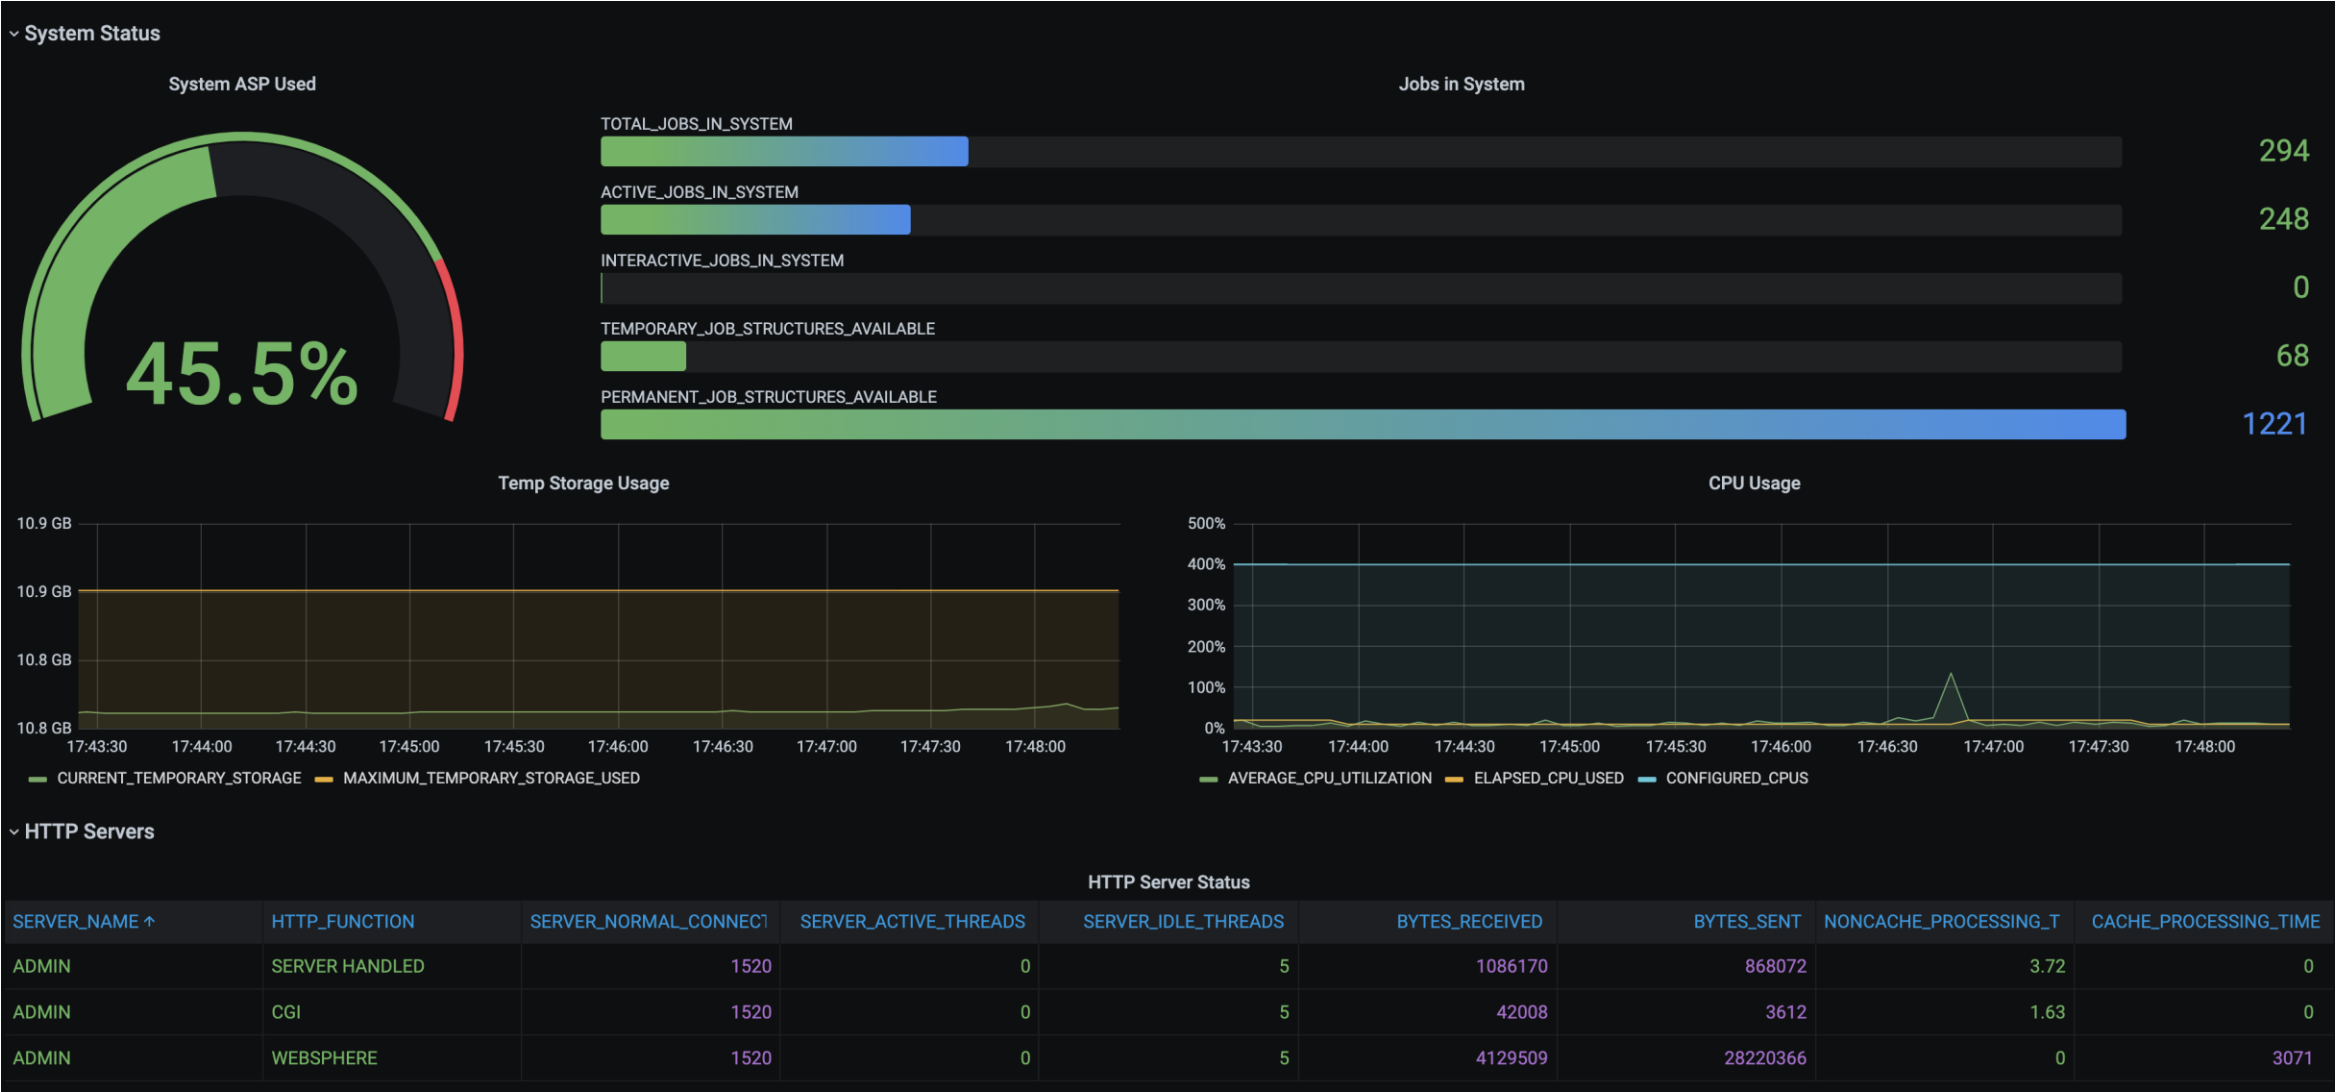 System Status
System ASP Used
45.5%
Jobs in System
TOTAL_JOBS_IN_SYSTEM 294
ACTIVE_JOBS_IN_SYSTEM 248
INTERACTIVE_JOBS_IN_SYSTEM 0
TEMPORARY_JOB_STRUCTURES_AVAILABLE 68
PERMANENT_JOB_STRUCTURES_AVAILABLE 1221
Temp Storage Usage
10.9 GB
10.9 GB
10.8 GB
10.8 GB
17:43:30 17:44:00 17:44:30 17:45:00 17:45:30 17:46:00 17:46:30 17:47:00 17:47:30 17:48:00
CURRENT_TEMPORARY_STORAGE MAXIMUM_TEMPORARY_STORAGE_USED
CPU Usage
500%
400%
300%
200%
100%
0%
17:43:30 17:44:00 17:44:30 17:45:00 17:45:30 17:46:00 17:46:30 17:47:00 17:47:30 17:48:00
AVERAGE_CPU_UTILIZATION ELAPSED_CPU_USED CONFIGURED_CPUS
HTTP Servers
HTTP Server Status
SERVER_NAME ↑ HTTP_FUNCTION SERVER_NORMAL_CONNECT SERVER_ACTIVE_THREADS SERVER_IDLE_THREADS BYTES_RECEIVED BYTES_SENT NONCACHE_PROCESSING_T CACHE_PROCESSING_TIME
ADMIN SERVER HANDLED 1520 0 5 1086170 868072 3.72 0
ADMIN CGI 1520 0 5 42008 3612 1.63 0
ADMIN WEBSPHERE 1520 0 5 4129509 28220366 0 3071